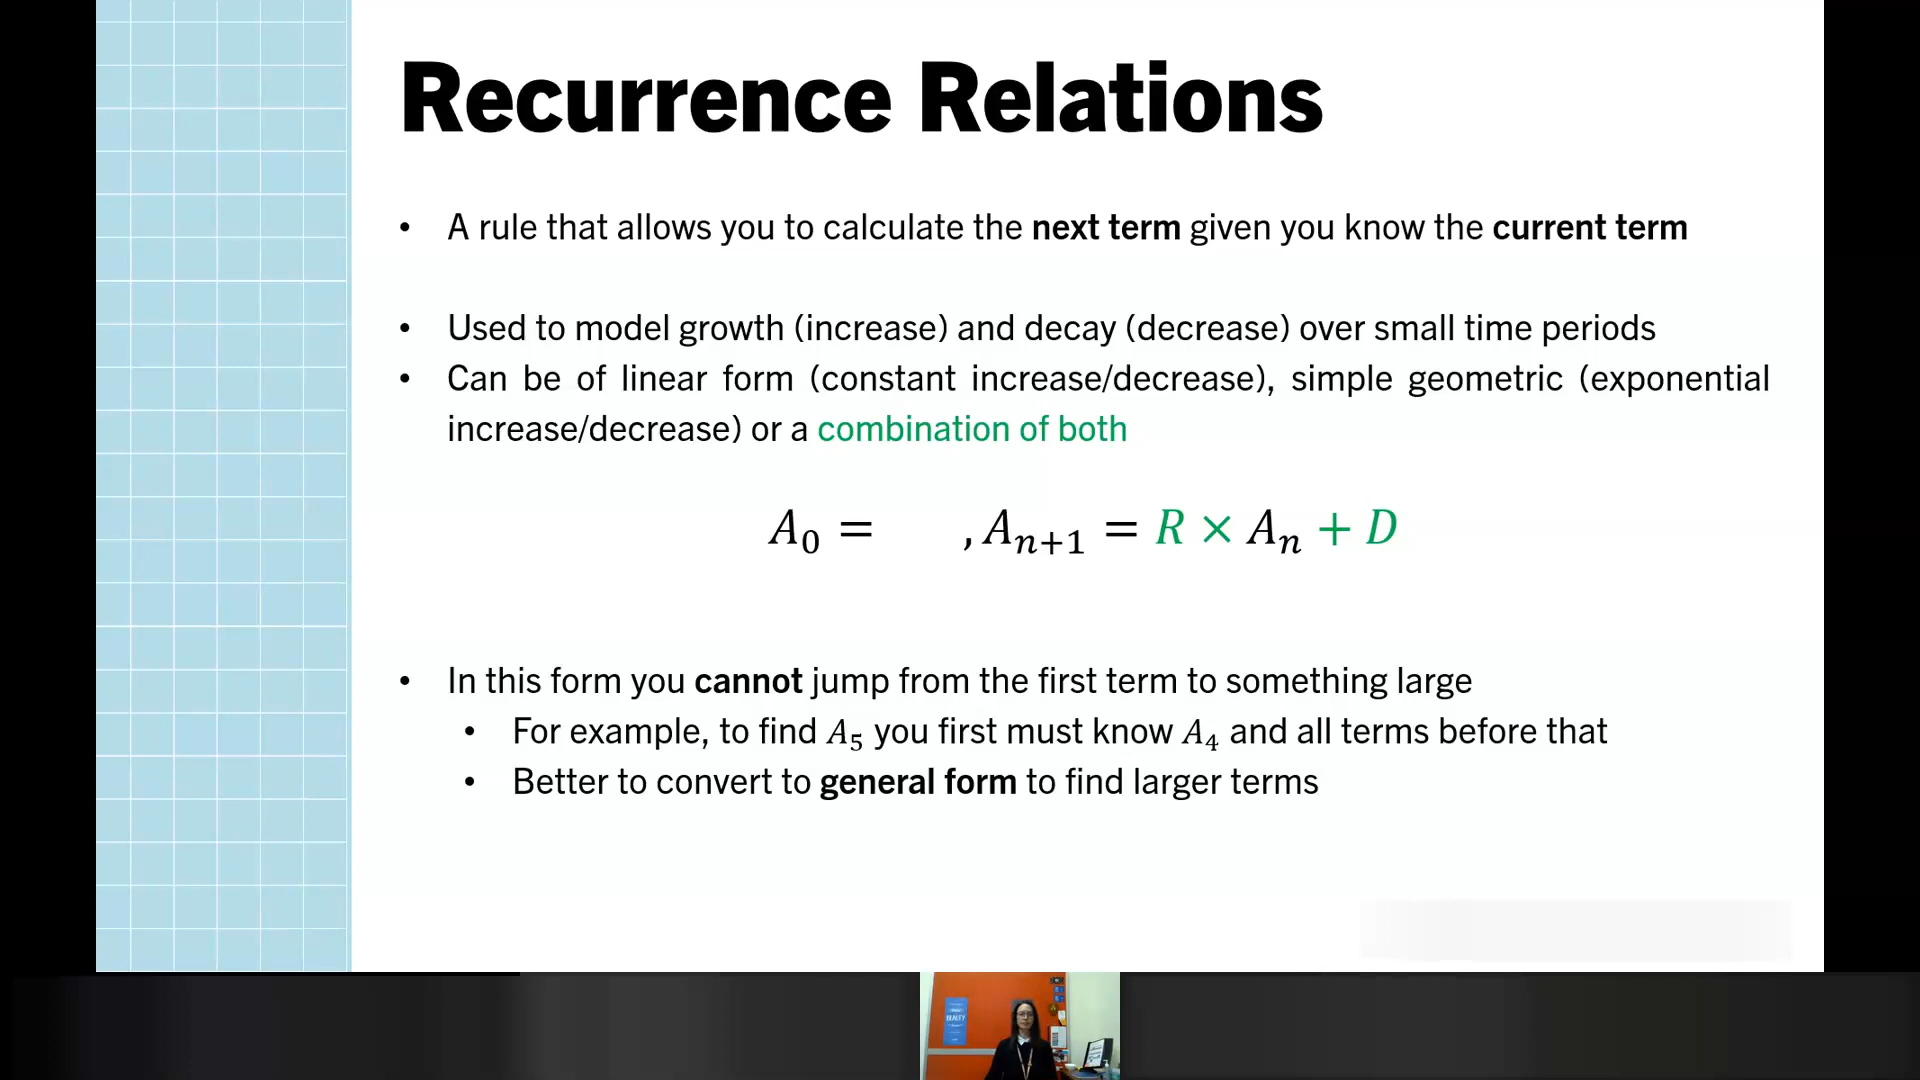 Recurrence Relations
• A rule that allows you to calculate the next term given you know the current term
• Used to model growth (increase) and decay (decrease) over small time periods
• Can be of linear form (constant increase/decrease), simple geometric (exponential
increase/decrease) or a combination of both
A₀ =      , Aₙ₊₁ = R × Aₙ + D
• In this form you cannot jump from the first term to something large
• For example, to find A₅ you first must know A₄ and all terms before that
• Better to convert to general form to find larger terms
BEAUTY